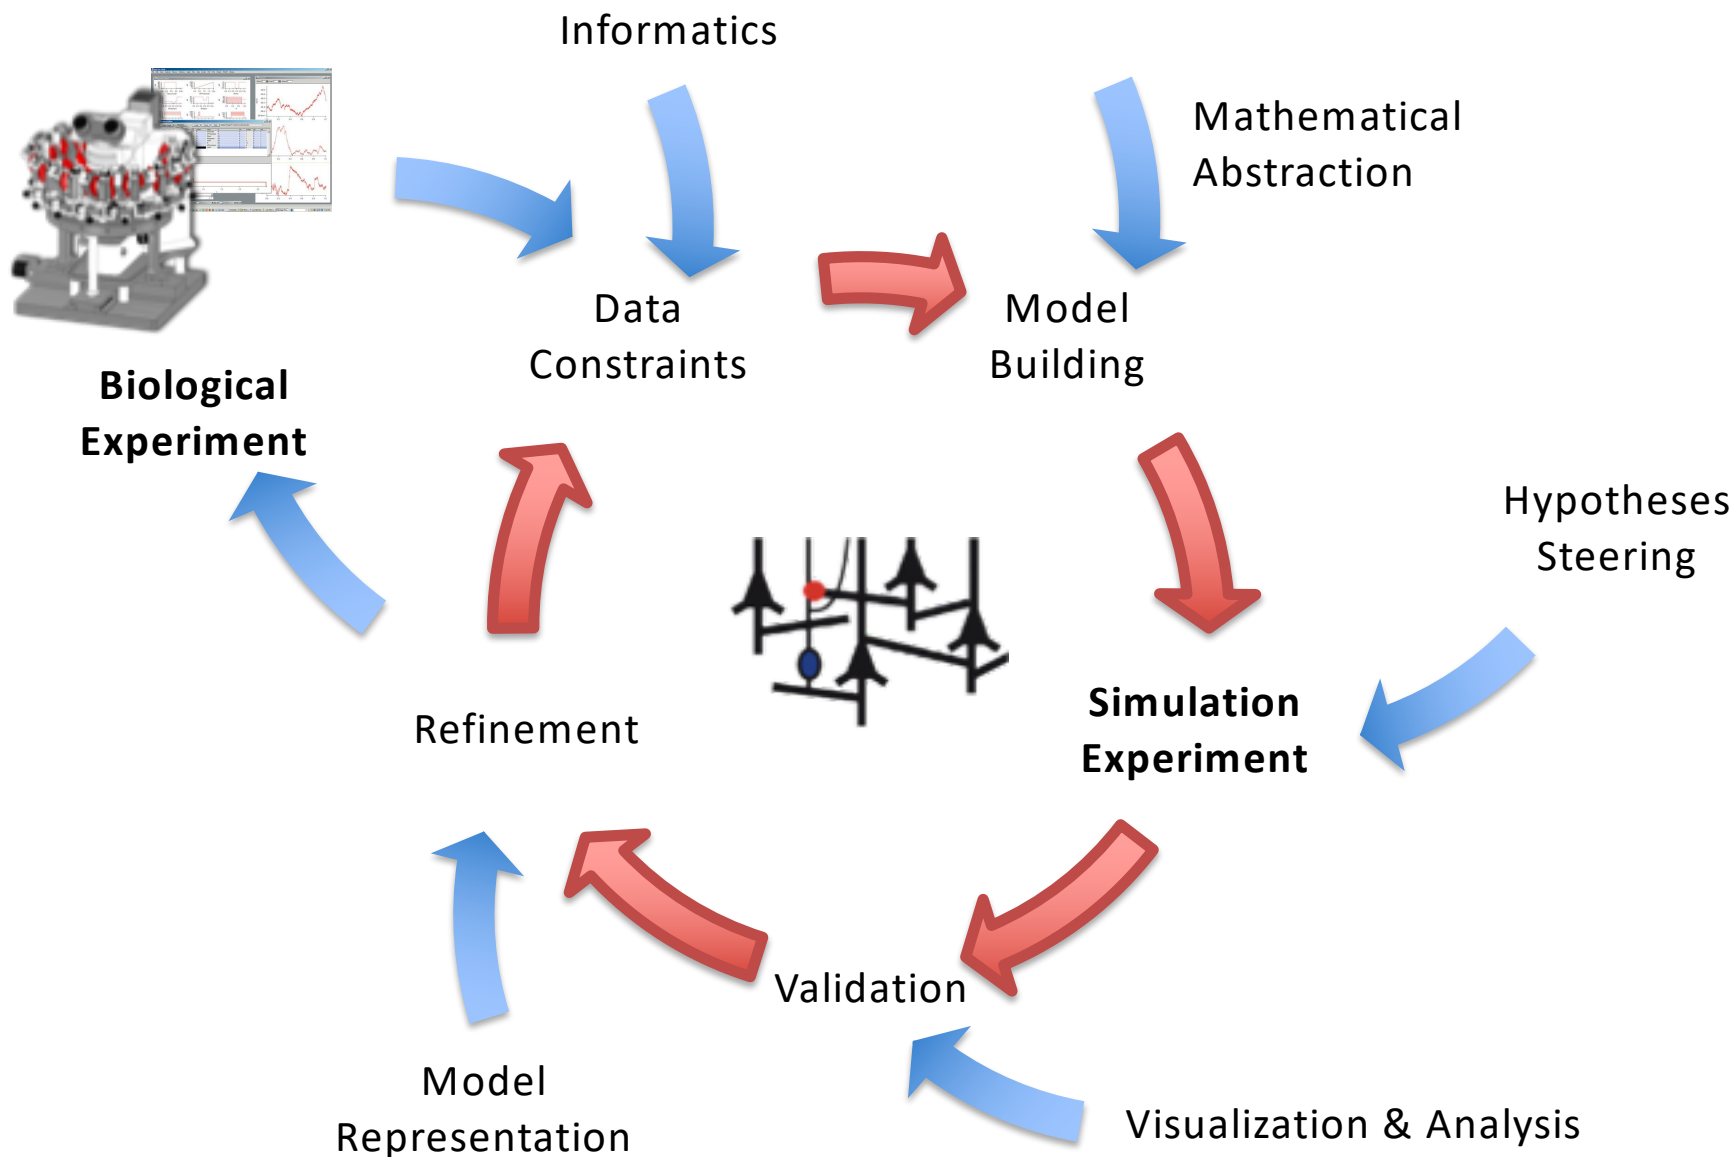 Informatics
Mathematical
Abstraction
Data
Constraints
Model
Building
Biological
Experiment
Hypotheses
Steering
Simulation
Experiment
Refinement
Validation
Model
Representation
Visualization & Analysis